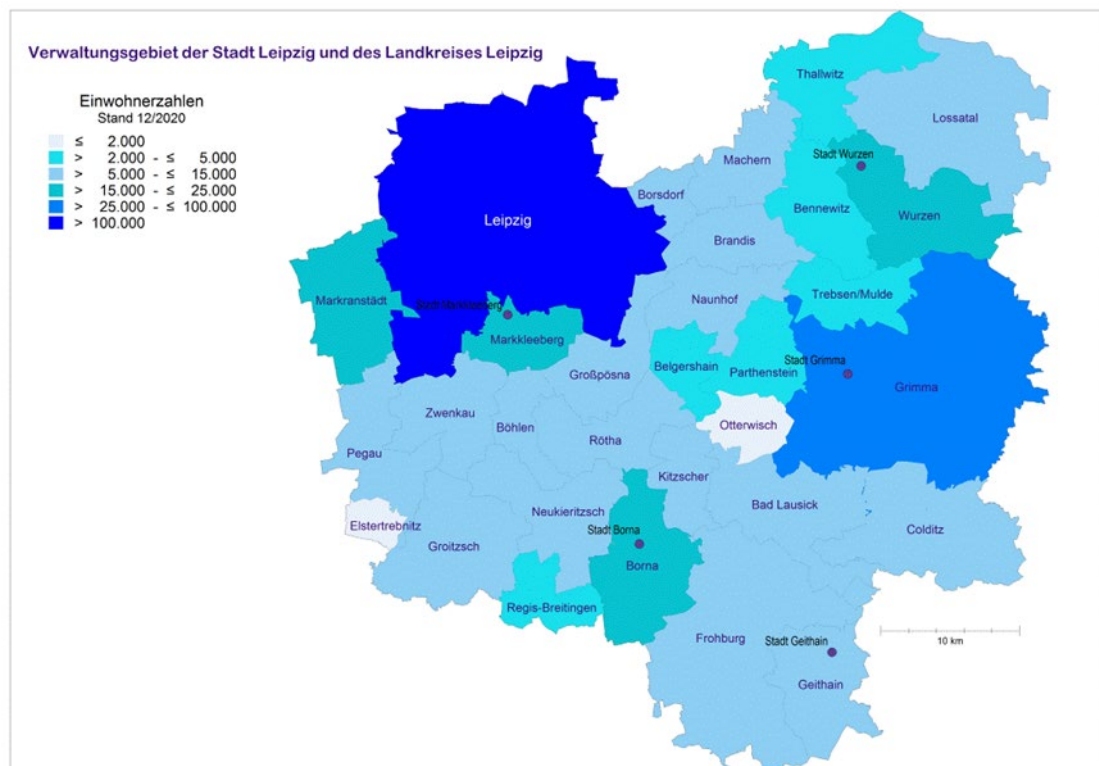 Verwaltungsgebiet der Stadt Leipzig und des Landkreises Leipzig
Einwohnerzahlen
Stand 12/2020
≤ 2.000
> 2.000 - ≤ 5.000
> 5.000 - ≤ 15.000
> 15.000 - ≤ 25.000
> 25.000 - ≤ 100.000
> 100.000
Thallwitz
Lossatal
Stadt Wurzen
Machern
Borsdorf
Bennewitz
Wurzen
Leipzig
Brandis
Markranstädt
Stadt Markkleeberg
Naunhof
Trebsen/Mulde
Markkleeberg
Stadt Grimma
Belgershain
Parthenstein
Großpösna
Grimma
Zwenkau
Böhlen
Otterwisch
Rötha
Pegau
Kitzscher
Bad Lausick
Neukieritzsch
Elstertrebnitz
Stadt Borna
Colditz
Groitzsch
Borna
Regis-Breitingen
Frohburg
Stadt Geithain
10 km
Geithain